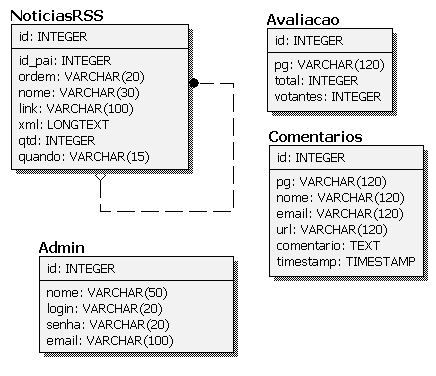 NoticiasRSS
id: INTEGER
id_pai: INTEGER
ordem: VARCHAR(20)
nome: VARCHAR(30)
link: VARCHAR(100)
xml: LONGTEXT
qtd: INTEGER
quando: VARCHAR(15)
Avaliacao
id: INTEGER
pg: VARCHAR(120)
total: INTEGER
votantes: INTEGER
Comentarios
id: INTEGER
pg: VARCHAR(120)
nome: VARCHAR(120)
email: VARCHAR(120)
url: VARCHAR(120)
comentario: TEXT
timestamp: TIMESTAMP
Admin
id: INTEGER
nome: VARCHAR(50)
login: VARCHAR(20)
senha: VARCHAR(20)
email: VARCHAR(100)